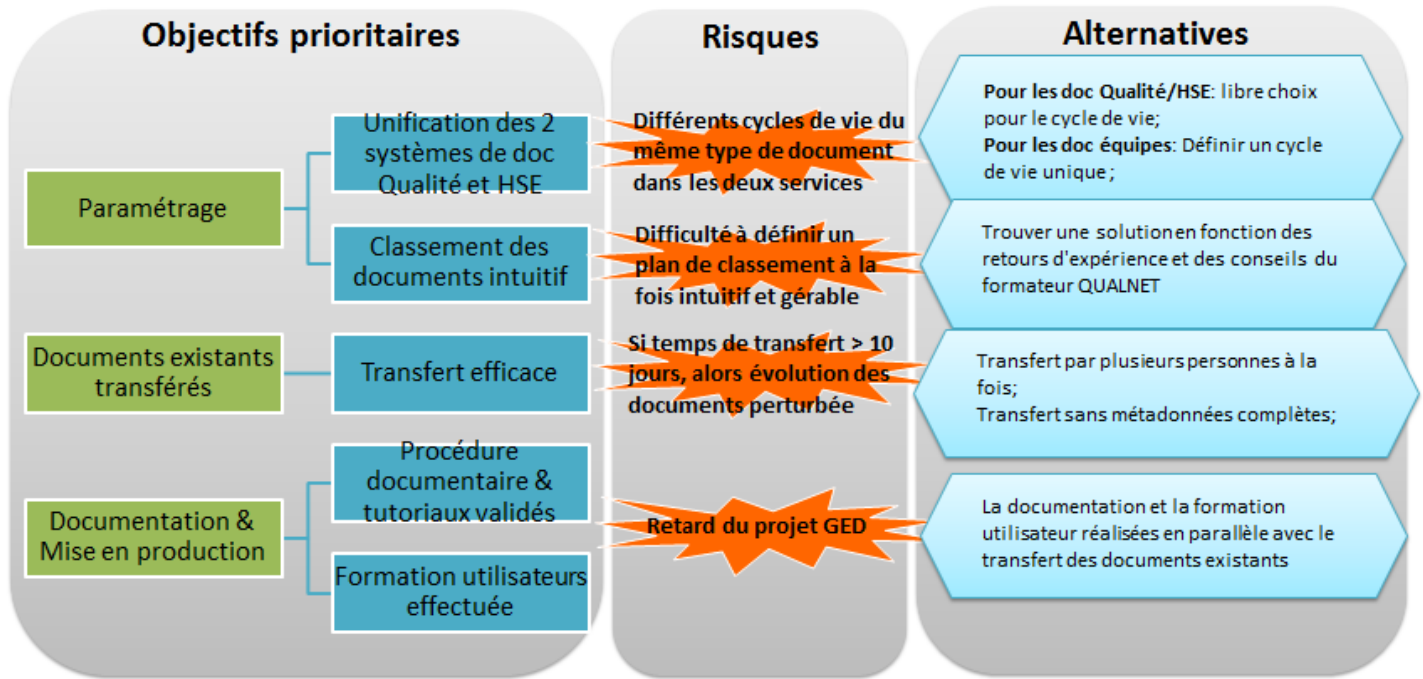 Objectifs prioritaires
Risques
Alternatives
Paramétrage
Unification des 2
systèmes de doc
Qualité et HSE
Différents cycles de vie du
même type de document
dans les deux services
Pour les doc Qualité/HSE: libre choix
pour le cycle de vie;
Pour les doc équipes: Définir un cycle
de vie unique ;
Classement des
documents intuitif
Difficulté à définir un
plan de classement à la
fois intuitif et gérable
Trouver une solution en fonction des
retours d'expérience et des conseils du
formateur QUALNET
Documents existants
transférés
Transfert efficace
Si temps de transfert > 10
jours, alors évolution des
documents perturbée
Transfert par plusieurs personnes à la
fois;
Transfert sans métadonnées complètes;
Documentation &
Mise en production
Procédure
documentaire &
tutoriaux validés
Formation utilisateurs
effectuée
Retard du projet GED
La documentation et la formation
utilisateur réalisées en parallèle avec le
transfert des documents existants